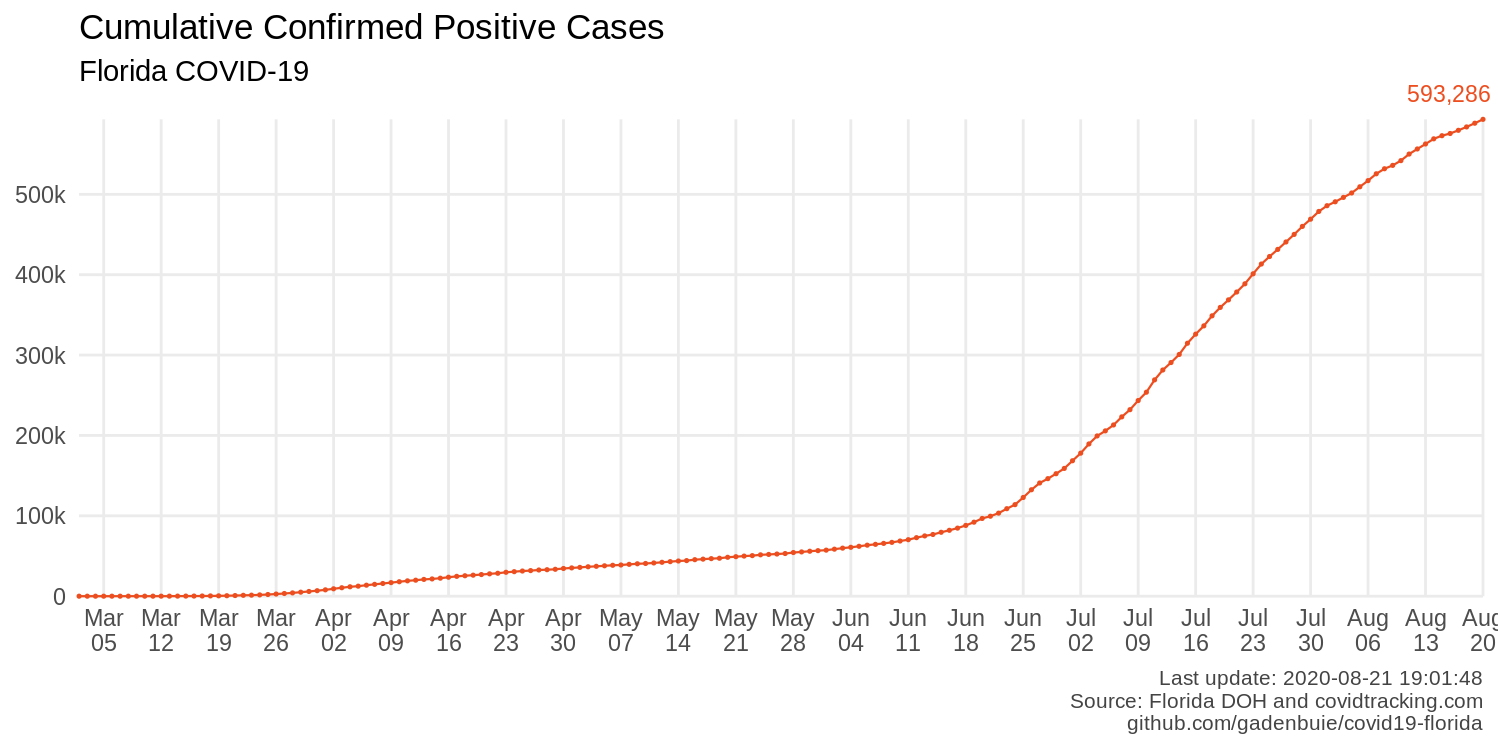 Cumulative Confirmed Positive Cases
Florida COVID-19
593,286
500k
400k
300k
200k
100k
0
Mar Mar Mar Mar Apr Apr Apr Apr Apr May May May May Jun Jun Jun Jun Jul Jul Jul Jul Jul Aug Aug Aug
05 12 19 26 02 09 16 23 30 07 14 21 28 04 11 18 25 02 09 16 23 30 06 13 20
Last update: 2020-08-21 19:01:48
Source: Florida DOH and covidtracking.com
github.com/gadenbuie/covid19-florida